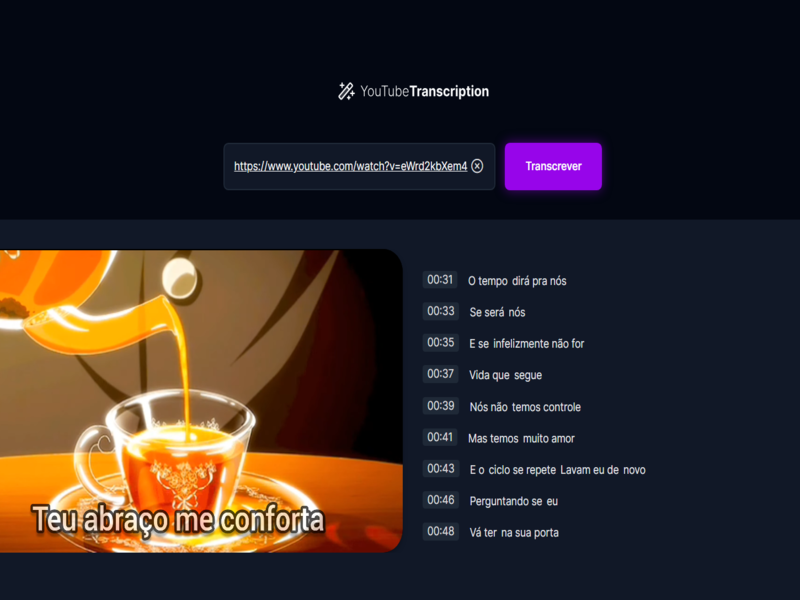 YouTubeTranscription
https://www.youtube.com/watch?v=eWrd2kbXem4
Transcrever
Teu abraço me conforta
00:31 O tempo dirá pra nós
00:33 Se será nós
00:35 E se infelizmente não for
00:37 Vida que segue
00:39 Nós não temos controle
00:41 Mas temos muito amor
00:43 E o ciclo se repete Lavam eu de novo
00:46 Perguntando se eu
00:48 Vá ter na sua porta